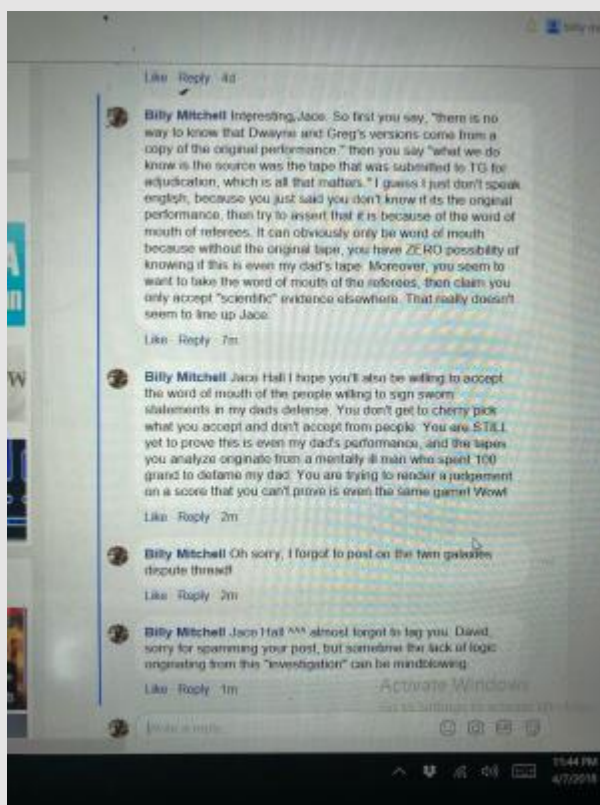 Like Reply 4d
Billy Mitchell Interesting, Jace. So first you say, "there is no
way to know that Dwayne and Greg's versions come from a
copy of the original performance." then you say "what we do
know is the source was the tape that was submitted to TG for
adjudication, which is all that matters." I guess I just don't speak
english, because you just said you don't know if its the original
performance, then try to assert that it is because of the word of
mouth of referees. It can obviously only be word of mouth
because without the original tape, you have ZERO possibility of
knowing if this is even my dad's tape. Moreover, you seem to
want to take the word of mouth of the referees, then claim you
only accept "scientific" evidence elsewhere. That really doesn't
seem to line up Jace.
Like Reply 7m
Billy Mitchell Jace Hall I hope you'll also be willing to accept
the word of mouth of the people willing to sign sworn
statements in my dads defense. You don't get to cherry pick
what you accept and don't accept from people. You are STILL
yet to prove this is even my dad's performance, and the tapes
you analyze originate from a mentally ill man who spent 100
grand to defame my dad. You are trying to render a judgement
on a score that you can't prove is even the same game! Wow!
Like Reply 2m
Billy Mitchell Oh sorry, I forgot to post on the twin galaxies
dispute thread!
Like Reply 2m
Billy Mitchell Jace Hall ^^^ almost forgot to tag you. David,
sorry for spamming your post, but sometime the lack of logic
originating from this "investigation" can be mindblowing
Like Reply 1m
Activate Windows
Write a reply...
11:44 PM
4/7/2018